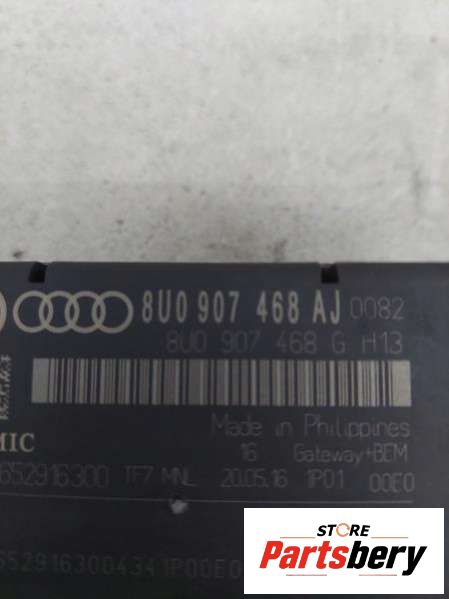 8U0 907 468 AJ 0082
8U0 907 468 G H13
Made in Philippines
MIC
16 Gateway+BCM
652916300 TF7 MNL 20.05.16 1P01 00E0
STORE
Partsbery